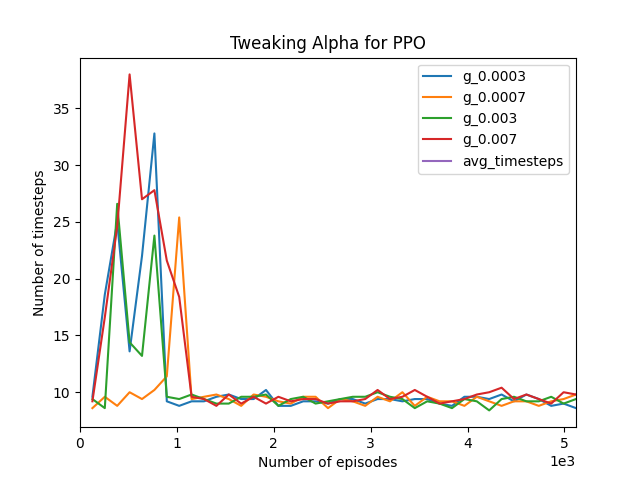 Tweaking Alpha for PPO
g_0.0003
g_0.0007
g_0.003
g_0.007
avg_timesteps
Number of timesteps
35
30
25
20
15
10
0
1
2
3
4
5
1e3
Number of episodes